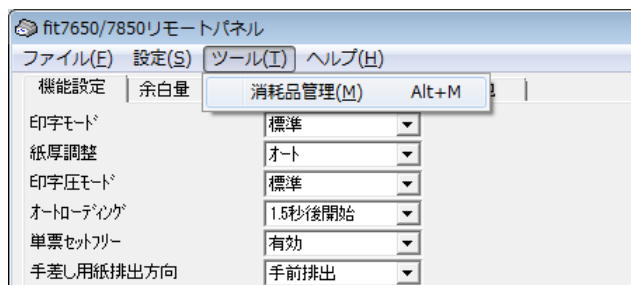 fit7650/7850リモートパネル
ファイル(F) 設定(S) ツール(T) ヘルプ(H)
機能設定 余白量
消耗品管理(M) Alt+M
印字モード 標準
紙厚調整 オート
印字圧モード 標準
オートローディング 1.5秒後開始
単票セットフリー 有効
手差し用紙排出方向 手前排出